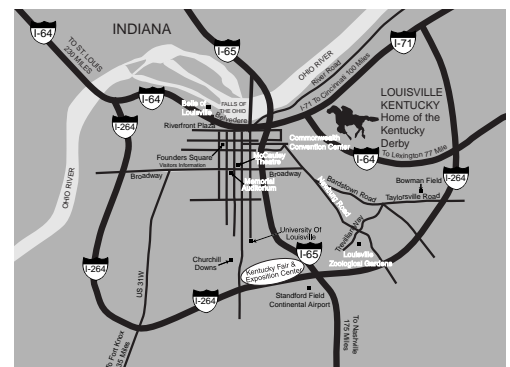 I-64
INDIANA
I-65
I-71
TO ST. LOUIS
230 MILES
OHIO RIVER
River Road
I-71 To Cincinnati 100 Miles
I-64
Belle of
Louisville
FALLS OF
THE OHIO
Belvedere
Riverfront Plaza
LOUISVILLE
KENTUCKY
Home of the
Kentucky
Derby
I-264
Commonwealth
Convention Center
Founders Square
Visitors Information
McCauley
Theatre
I-64
To Lexington 77 Mile
Broadway
Memorial
Auditorium
Broadway
Bardstown Road
Bowman Field
I-264
Taylorsville Road
OHIO RIVER
Newburg Road
Trevilian Way
University Of
Louisville
Churchill
Downs
I-65
Louisville
Zoological Gardens
I-264
Kentucky Fair &
Exposition Center
US 31W
I-264
Standford Field
Continental Airport
To Nashville
175 Miles
To Fort Knox
35 Miles